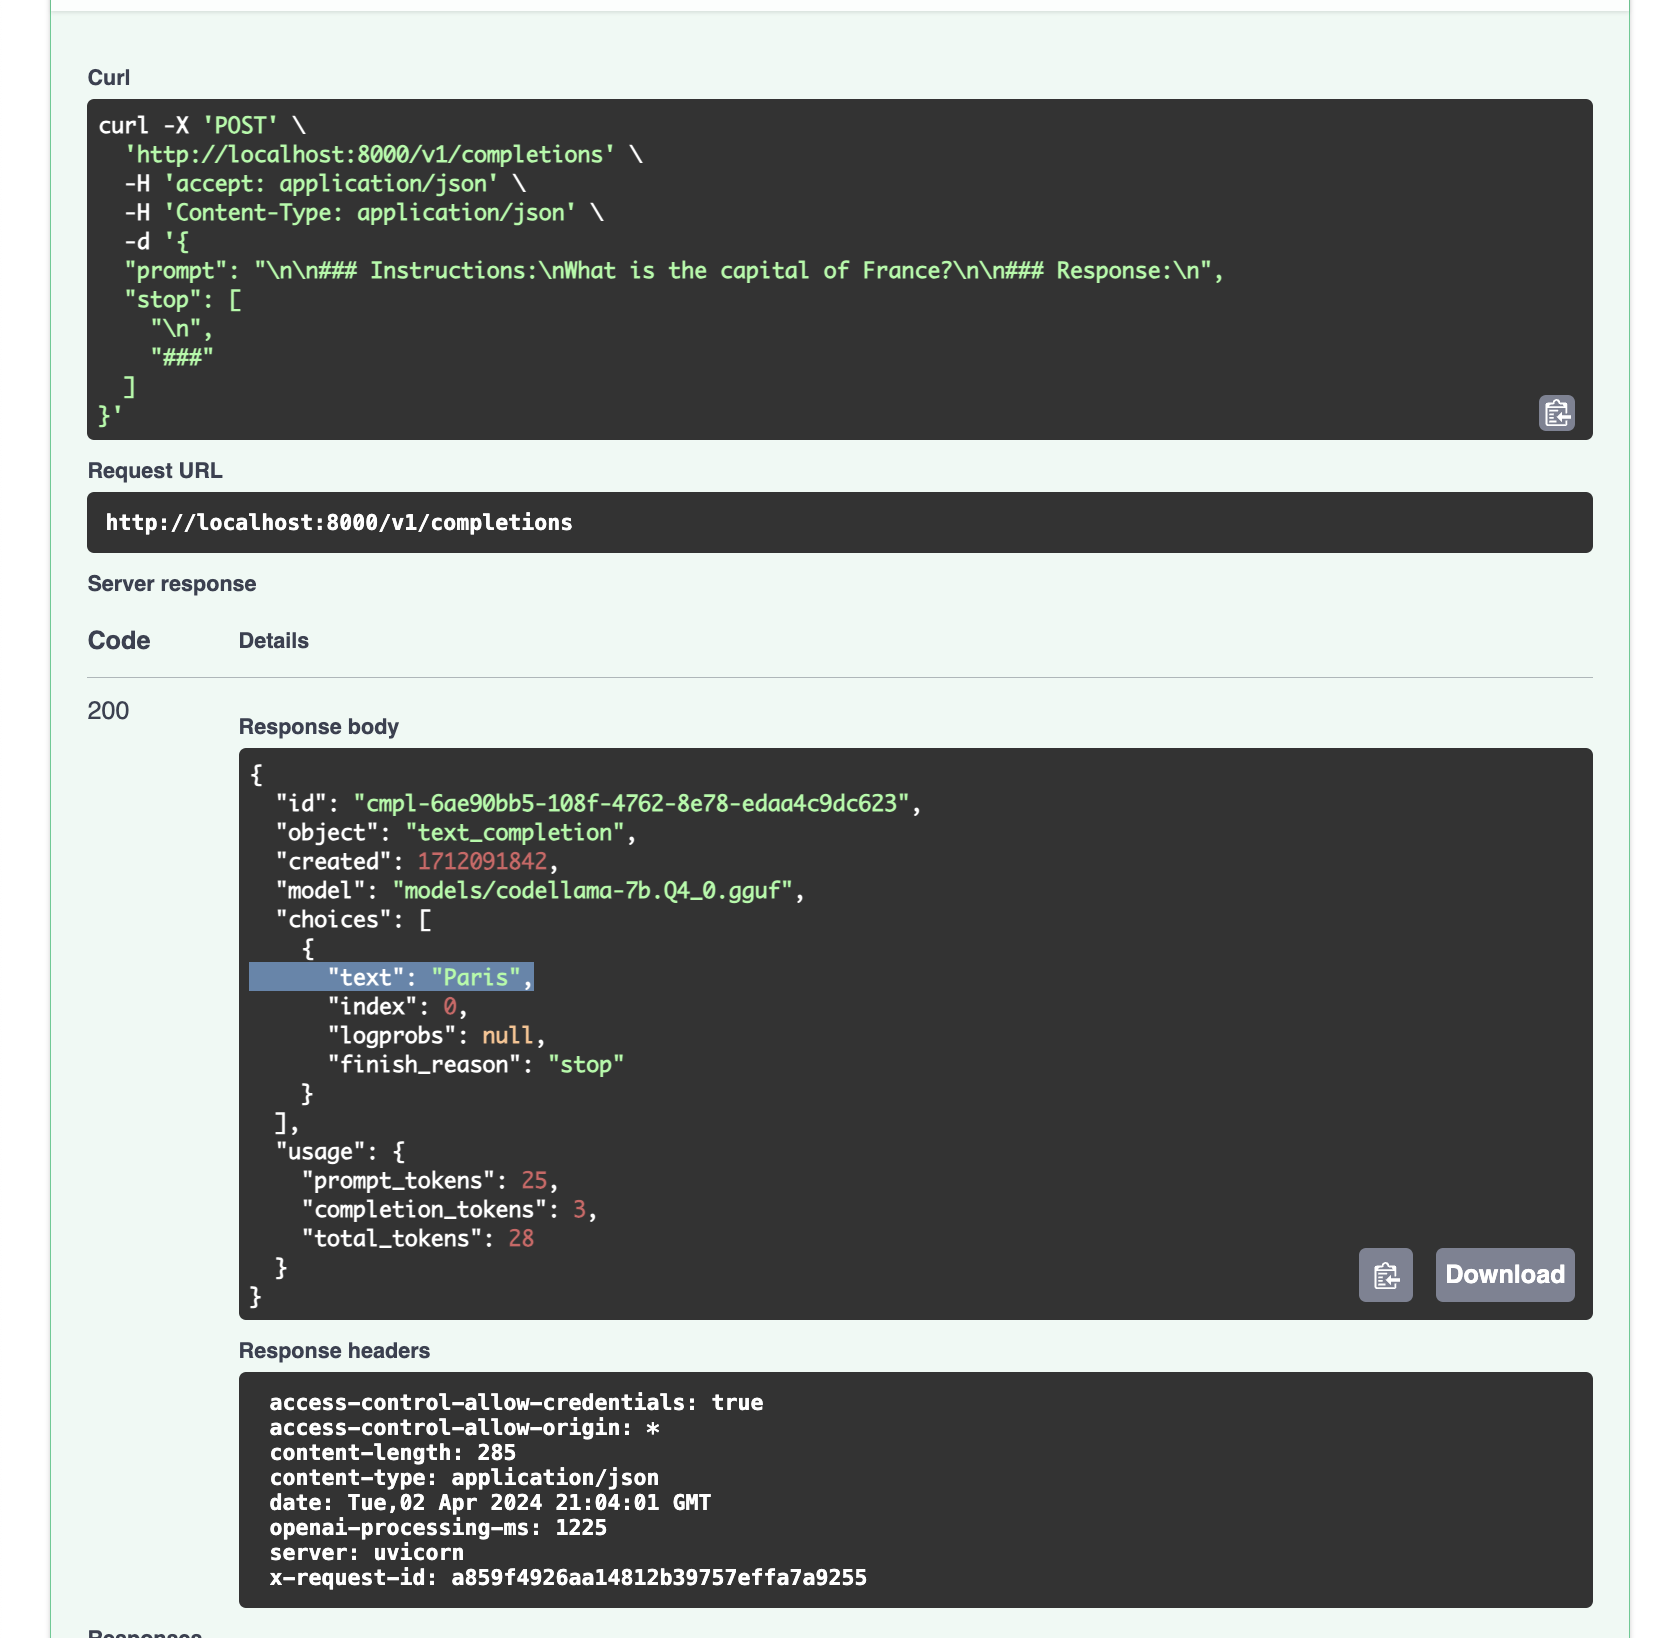 Curl
curl -X 'POST' \
  'http://localhost:8000/v1/completions' \
  -H 'accept: application/json' \
  -H 'Content-Type: application/json' \
  -d '{
  "prompt": "\n\n### Instructions:\nWhat is the capital of France?\n\n### Response:\n",
  "stop": [
    "\n",
    "###"
  ]
}'
Request URL
http://localhost:8000/v1/completions
Server response
Code Details
200
Response body
{
  "id": "cmpl-6ae90bb5-108f-4762-8e78-edaa4c9dc623",
  "object": "text_completion",
  "created": 1712091842,
  "model": "models/codellama-7b.Q4_0.gguf",
  "choices": [
    {
      "text": "Paris",
      "index": 0,
      "logprobs": null,
      "finish_reason": "stop"
    }
  ],
  "usage": {
    "prompt_tokens": 25,
    "completion_tokens": 3,
    "total_tokens": 28
  }
}
Download
Response headers
access-control-allow-credentials: true
access-control-allow-origin: *
content-length: 285
content-type: application/json
date: Tue,02 Apr 2024 21:04:01 GMT
openai-processing-ms: 1225
server: uvicorn
x-request-id: a859f4926aa14812b39757effa7a9255
Responses